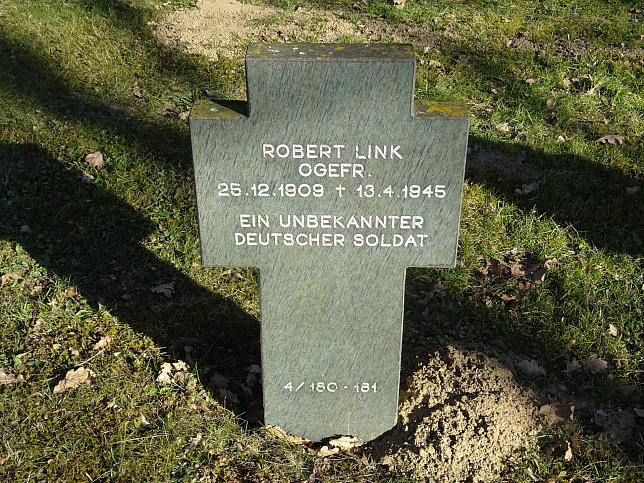 ROBERT LINK
OGEFR.
25.12.1909 † 13.4.1945
EIN UNBEKANNTER
DEUTSCHER SOLDAT
4/180 - 181